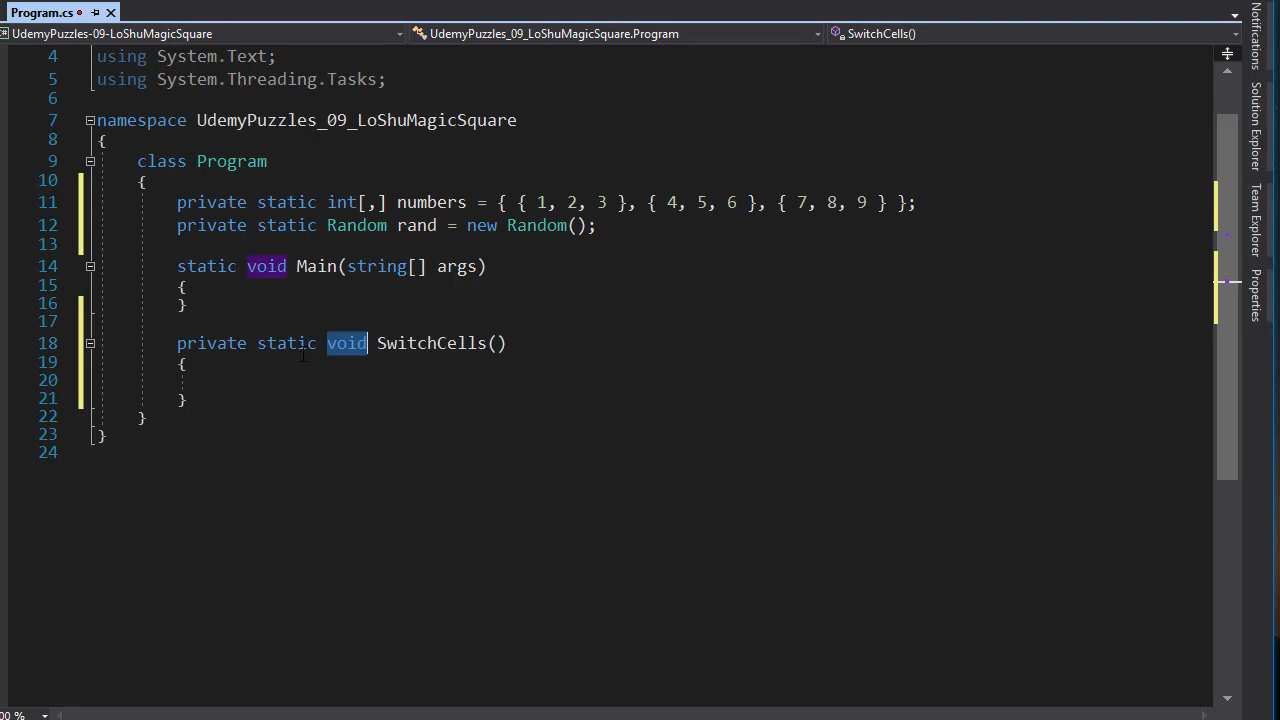 Program.cs
UdemyPuzzles-09-LoShuMagicSquare
UdemyPuzzles_09_LoShuMagicSquare.Program
SwitchCells()
4 using System.Text;
5 using System.Threading.Tasks;
6
7 namespace UdemyPuzzles_09_LoShuMagicSquare
8 {
9 class Program
10 {
11 private static int[,] numbers = { { 1, 2, 3 }, { 4, 5, 6 }, { 7, 8, 9 } };
12 private static Random rand = new Random();
13
14 static void Main(string[] args)
15 {
16 }
17
18 private static void SwitchCells()
19 {
20
21 }
22 }
23 }
24
00 %
Notifications
Solution Explorer
Team Explorer
Properties